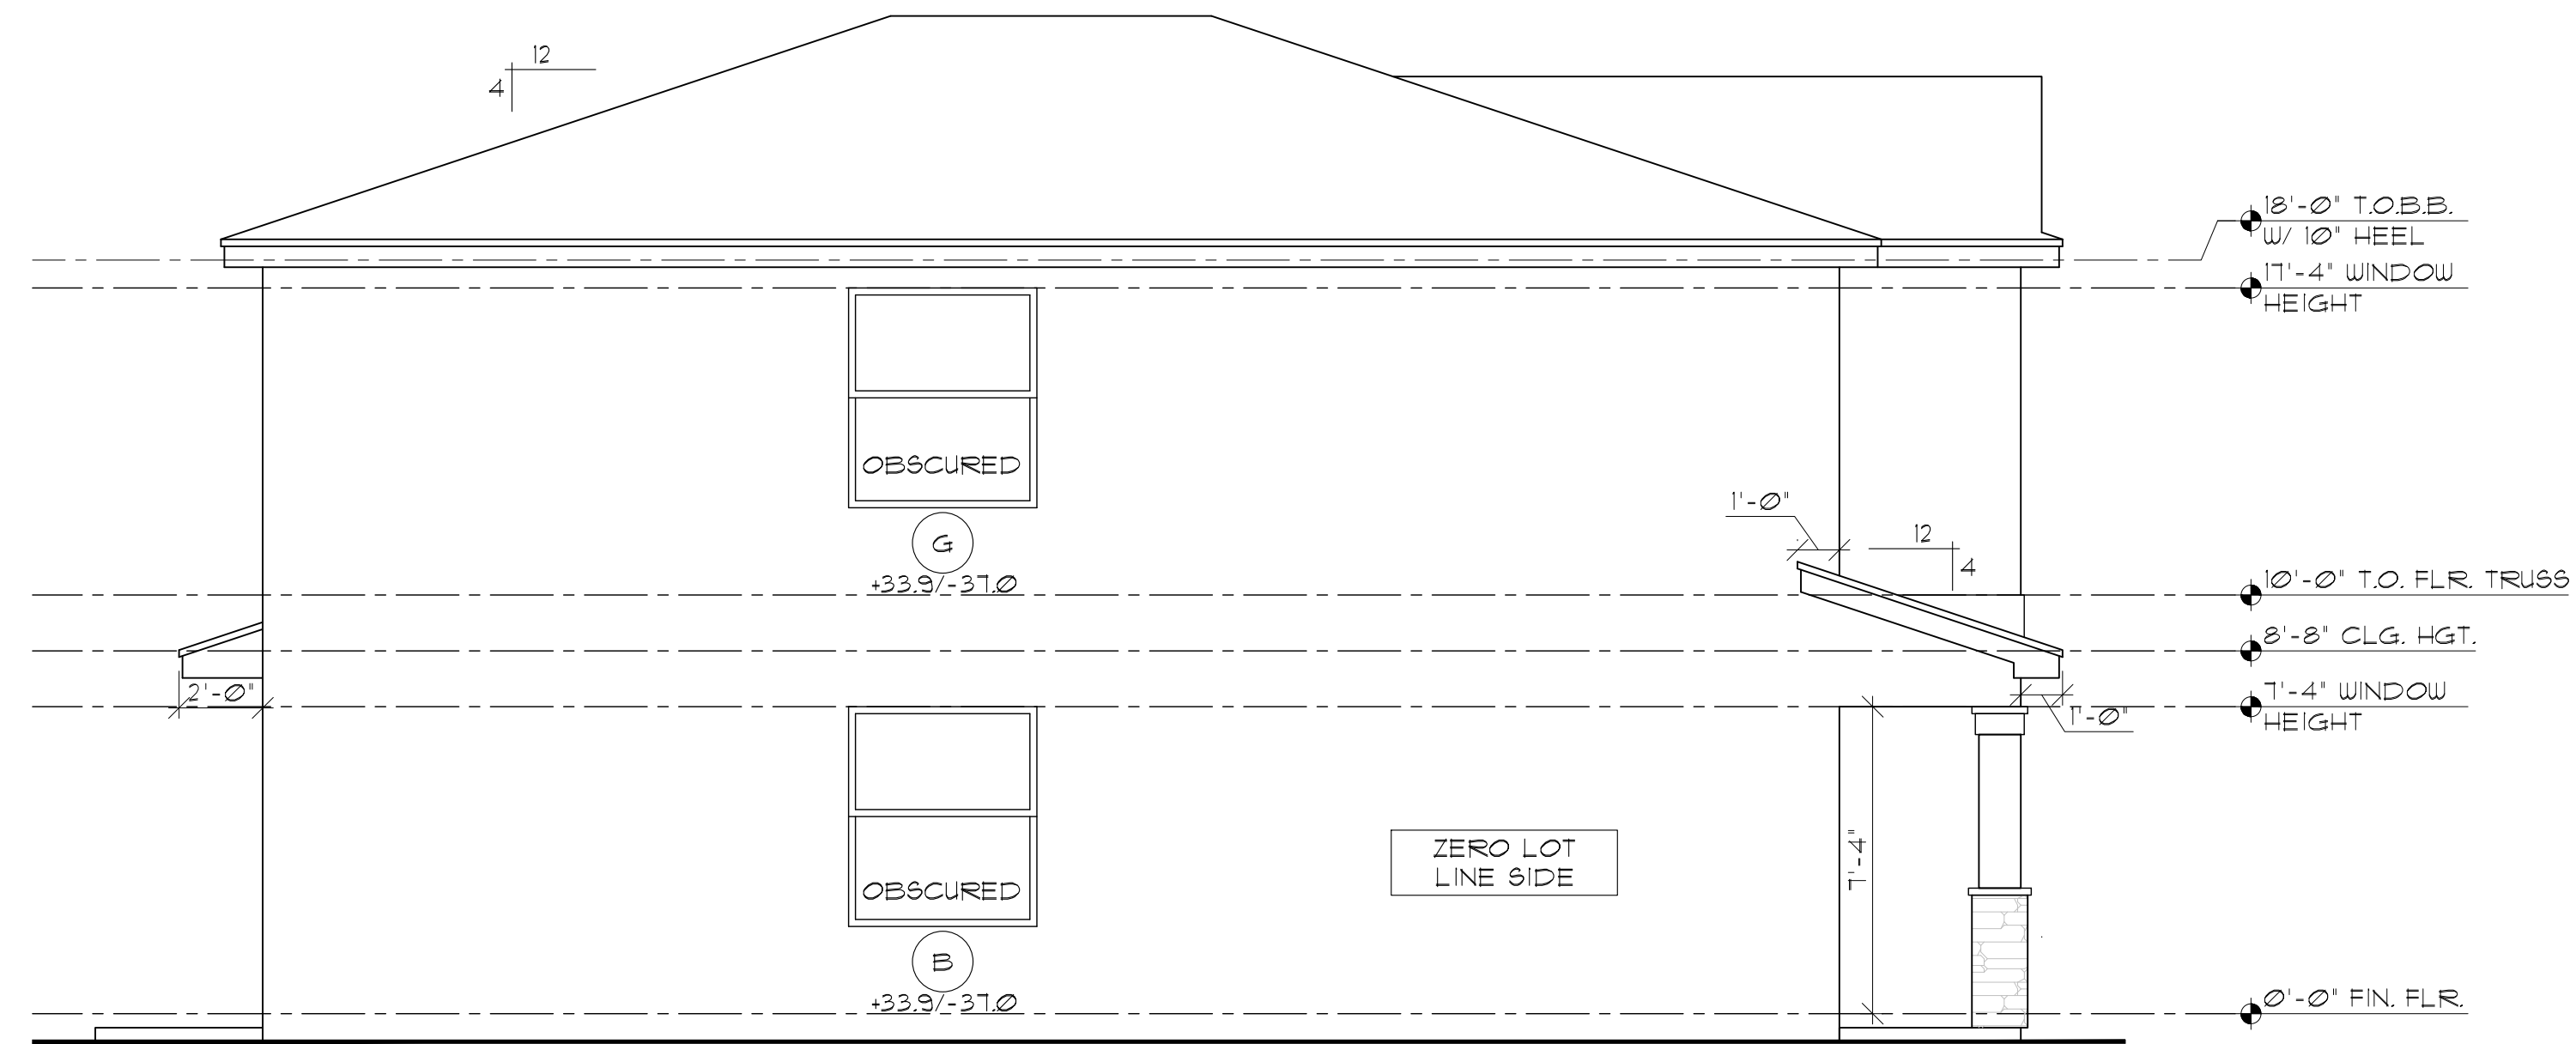 12
4
18'-0" T.O.B.B.
W/ 10" HEEL
17'-4" WINDOW
HEIGHT
OBSCURED
G
+33.9/-37.0
1'-0"
12
4
10'-0" T.O. FLR. TRUSS
8'-8" CLG. HGT.
2'-0"
7'-4" WINDOW
HEIGHT
1'-0"
OBSCURED
B
+33.9/-37.0
ZERO LOT
LINE SIDE
7'-4"
0'-0" FIN. FLR.